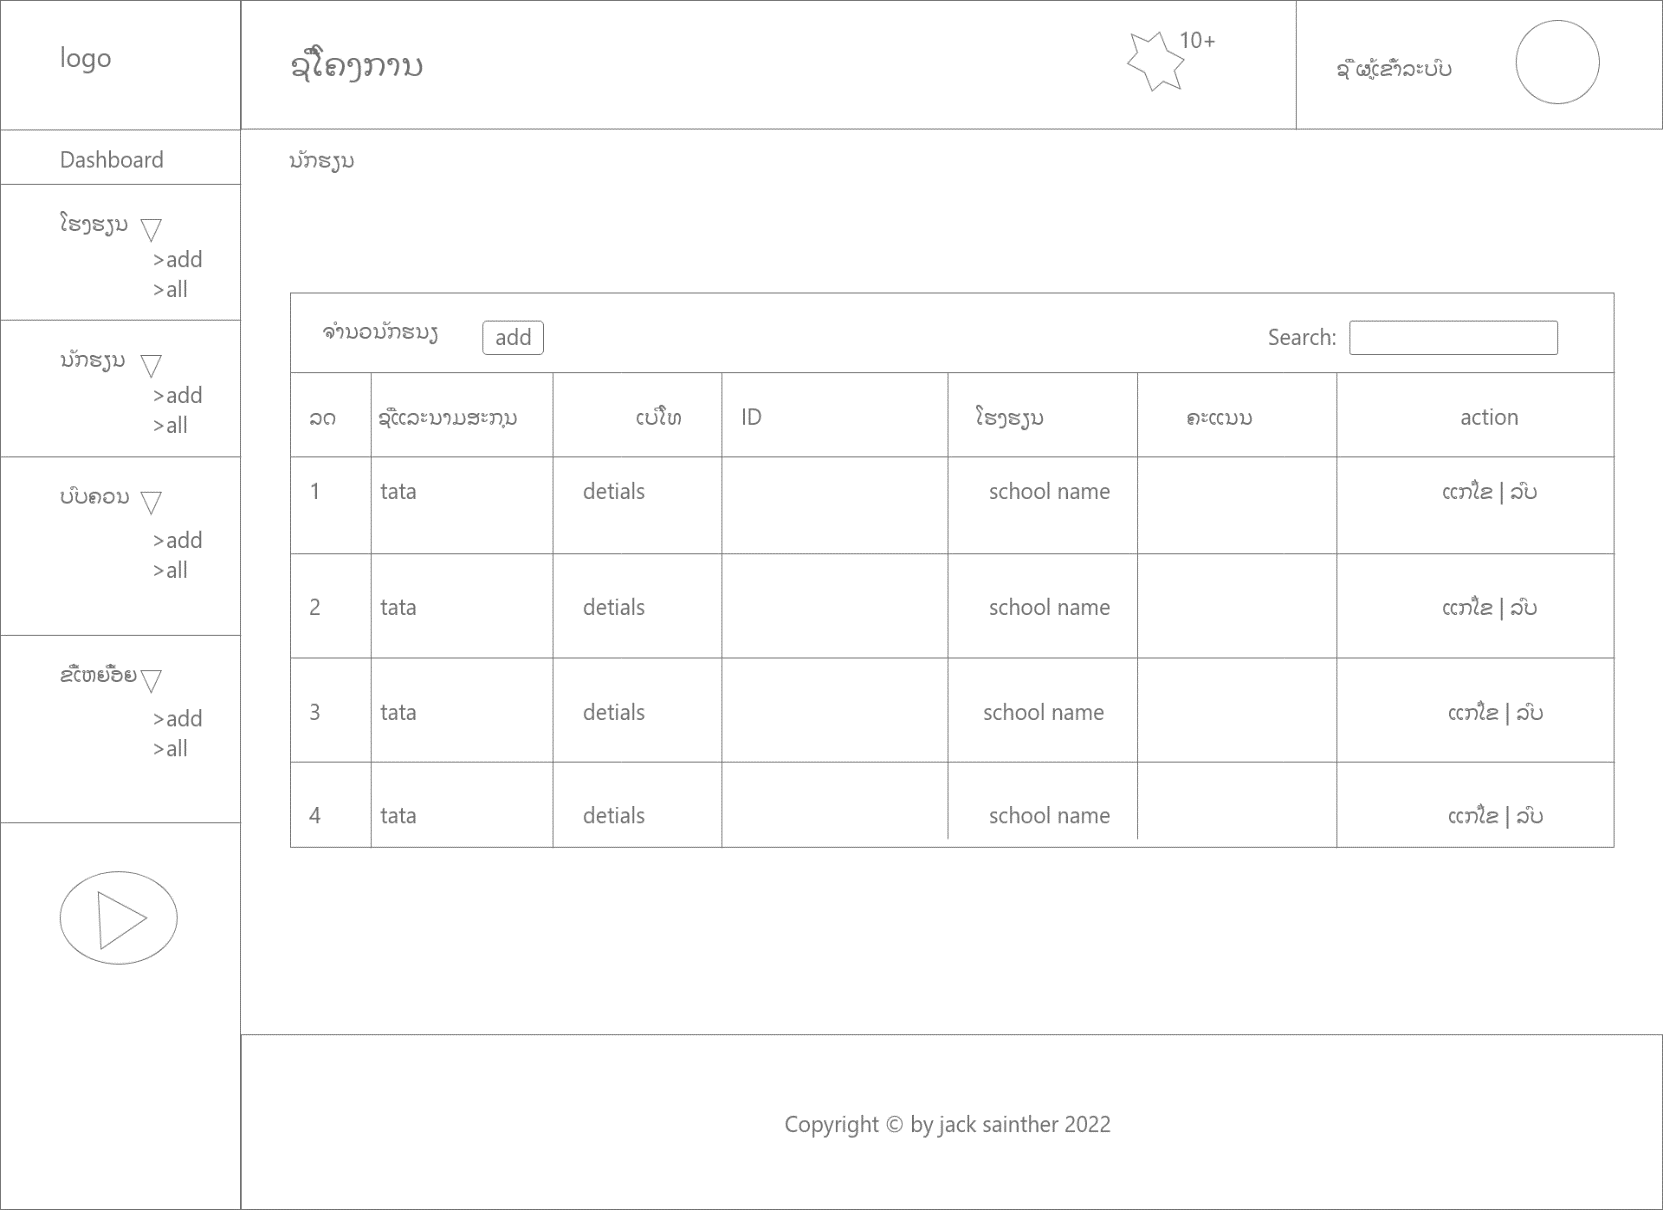 logo
ຊື່ໂຄງການ
10+
ຊື່ຜູ້ເຂົ້າລະບົບ
Dashboard
ນັກຮຽນ
ໂຮງຮຽນ
>add
>all
ຈຳນວນັກຮນຽ
add
Search:
ນັກຮຽນ
>add
>all
ລດ
ຊື່ແລະນາມສະກຸນ
ເບໂທ
ID
ໂຮງຮຽນ
ຄະແນນ
action
1
tata
detials
school name
ແກໄຂ | ລົບ
ບົບຄວນ
>add
>all
2
tata
detials
school name
ແກໄຂ | ລົບ
>add
>all
3
tata
detials
school name
ແກໄຂ | ລົບ
4
tata
detials
school name
ແກໄຂ | ລົບ
Copyright © by jack sainther 2022